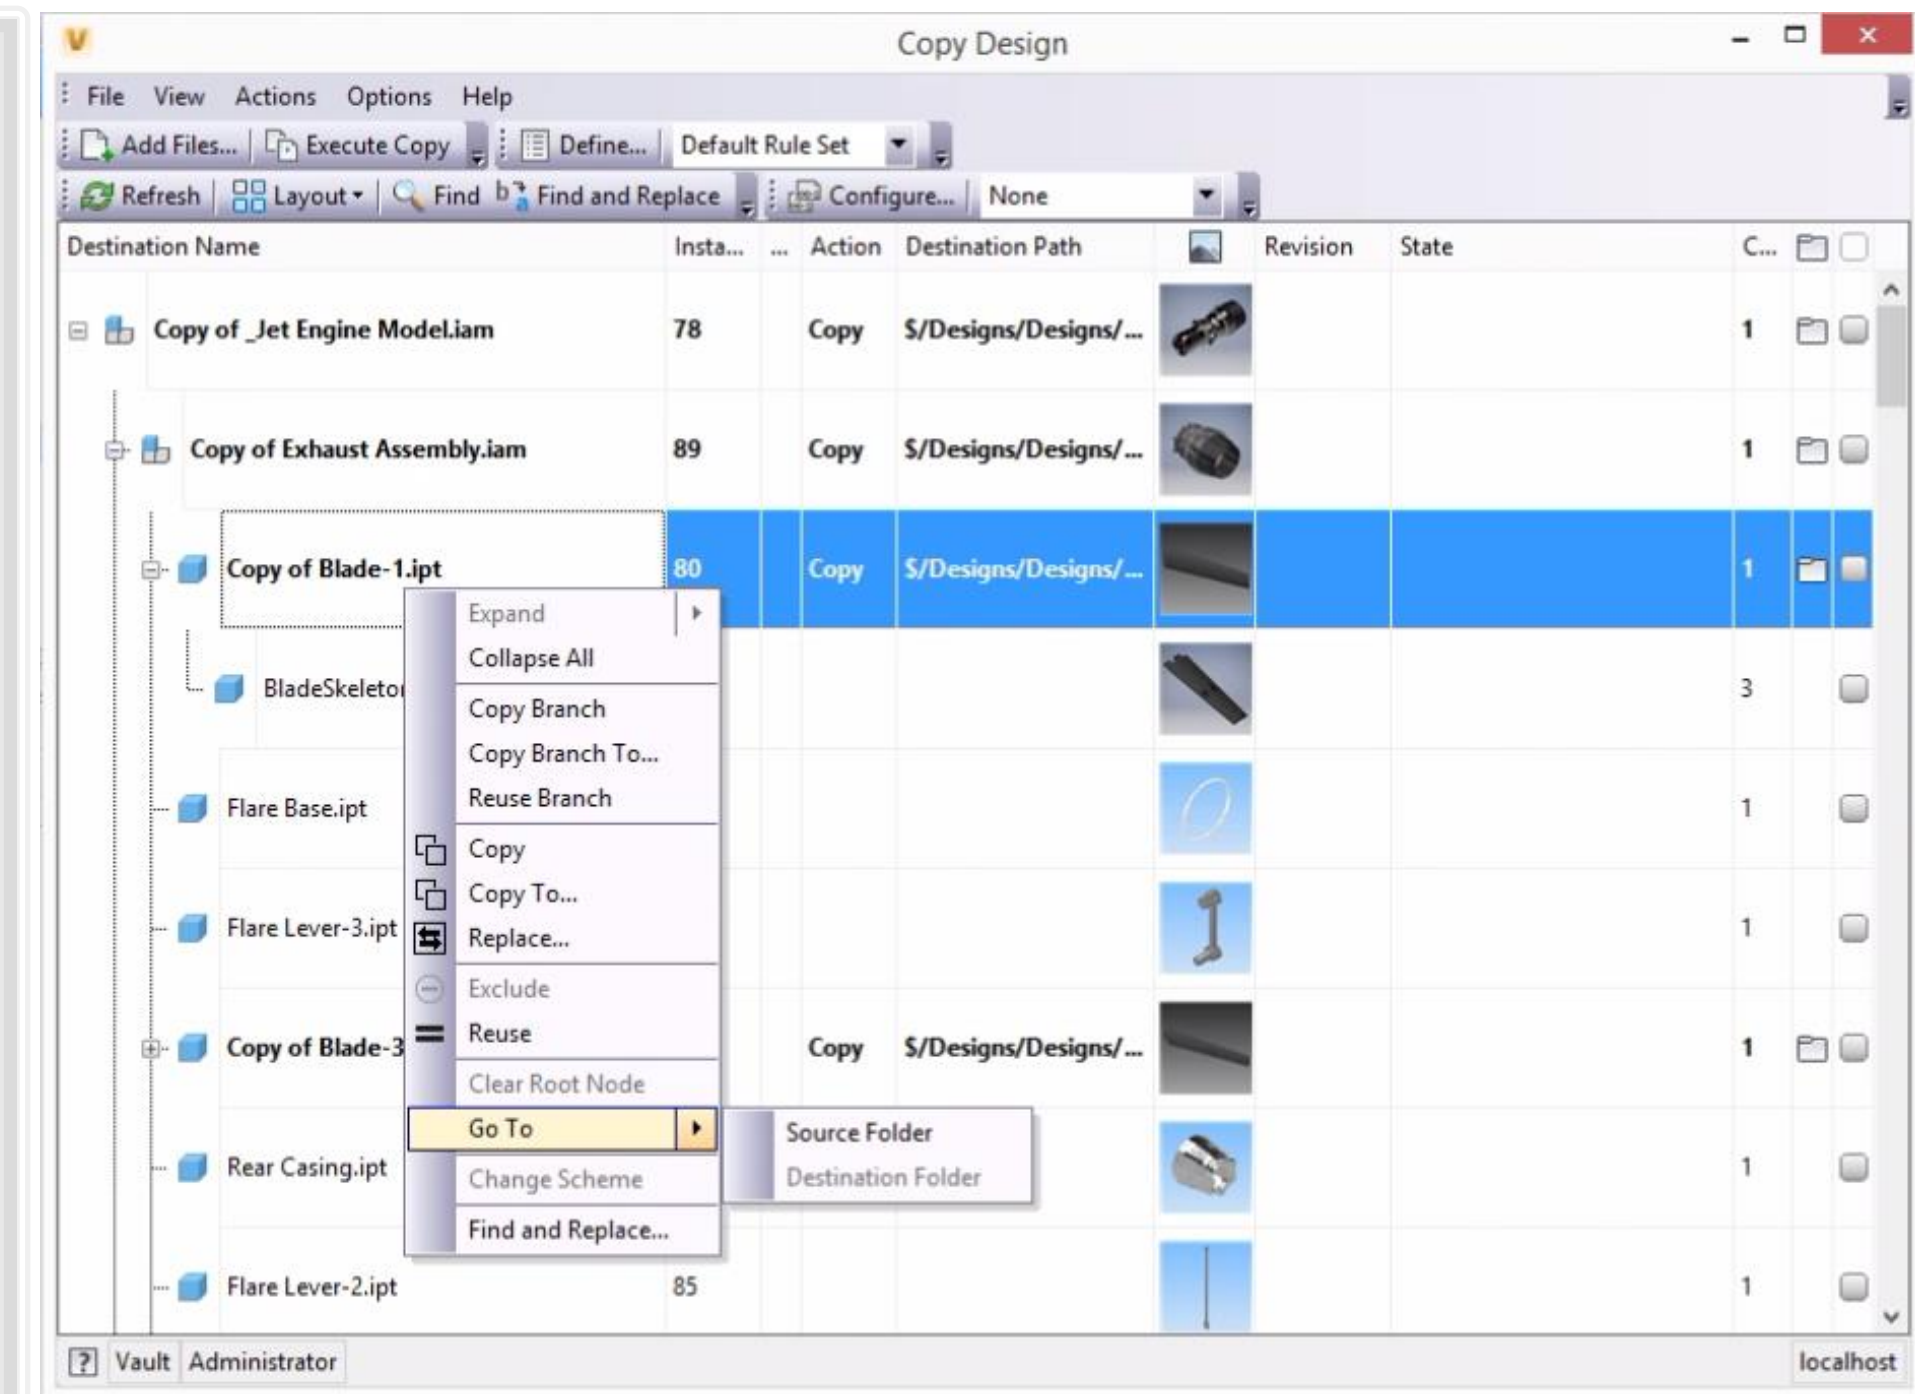 Copy Design
File View Actions Options Help
Add Files... Execute Copy Define... Default Rule Set
Refresh Layout Find Find and Replace Configure... None
Destination Name Insta... ... Action Destination Path Revision State C...
Copy of _Jet Engine Model.iam 78 Copy $/Designs/Designs/... 1
Copy of Exhaust Assembly.iam 89 Copy $/Designs/Designs/... 1
Copy of Blade-1.ipt 80 Copy $/Designs/Designs/... 1
Expand
Collapse All
BladeSkeleto 3
Copy Branch
Copy Branch To...
Reuse Branch
Flare Base.ipt 1
Copy
Copy To...
Flare Lever-3.ipt 1
Replace...
Exclude
Reuse
Copy of Blade-3 Copy $/Designs/Designs/... 1
Clear Root Node
Go To
Source Folder
Rear Casing.ipt 1
Change Scheme
Destination Folder
Find and Replace...
Flare Lever-2.ipt 85 1
? Vault Administrator localhost